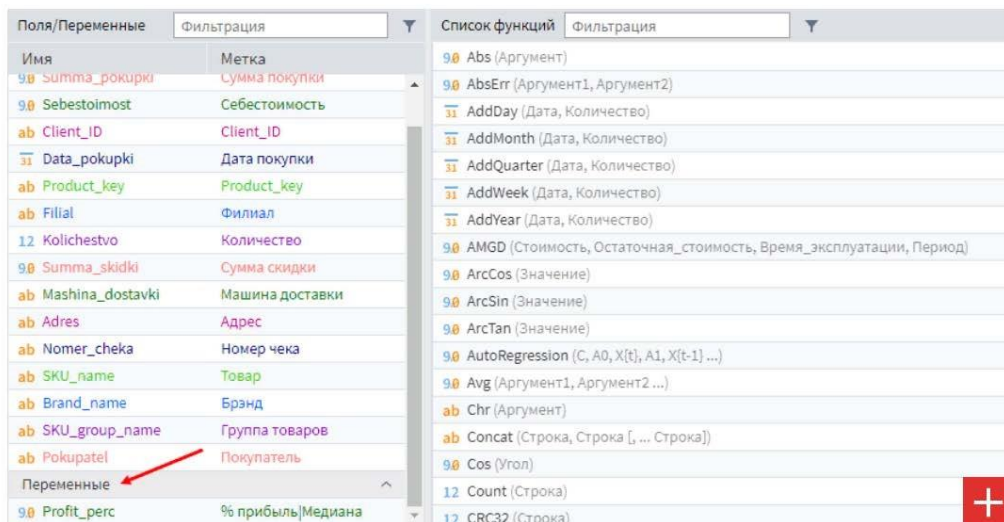 Поля/Переменные Фильтрация
Имя Метка
9.0 Summa_pokupki Сумма покупки
9.0 Sebestoimost Себестоимость
ab Client_ID Client_ID
31 Data_pokupki Дата покупки
ab Product_key Product_key
ab Filial Филиал
12 Kolichestvo Количество
9.0 Summa_skidki Сумма скидки
ab Mashina_dostavki Машина доставки
ab Adres Адрес
ab Nomer_cheka Номер чека
ab SKU_name Товар
ab Brand_name Брэнд
ab SKU_group_name Группа товаров
ab Pokupatel Покупатель
Переменные
9.0 Profit_perc % прибыль|Медиана
Список функций Фильтрация
9.0 Abs (Аргумент)
9.0 AbsErr (Аргумент1, Аргумент2)
31 AddDay (Дата, Количество)
31 AddMonth (Дата, Количество)
31 AddQuarter (Дата, Количество)
31 AddWeek (Дата, Количество)
31 AddYear (Дата, Количество)
9.0 AMGD (Стоимость, Остаточная_стоимость, Время_эксплуатации, Период)
9.0 ArcCos (Значение)
9.0 ArcSin (Значение)
9.0 ArcTan (Значение)
9.0 AutoRegression (C, A0, X{t}, A1, X{t-1} ...)
9.0 Avg (Аргумент1, Аргумент2 ...)
ab Chr (Аргумент)
ab Concat (Строка, Строка [, ... Строка])
9.0 Cos (Угол)
12 Count (Строка)
12 CRC32 (Строка)